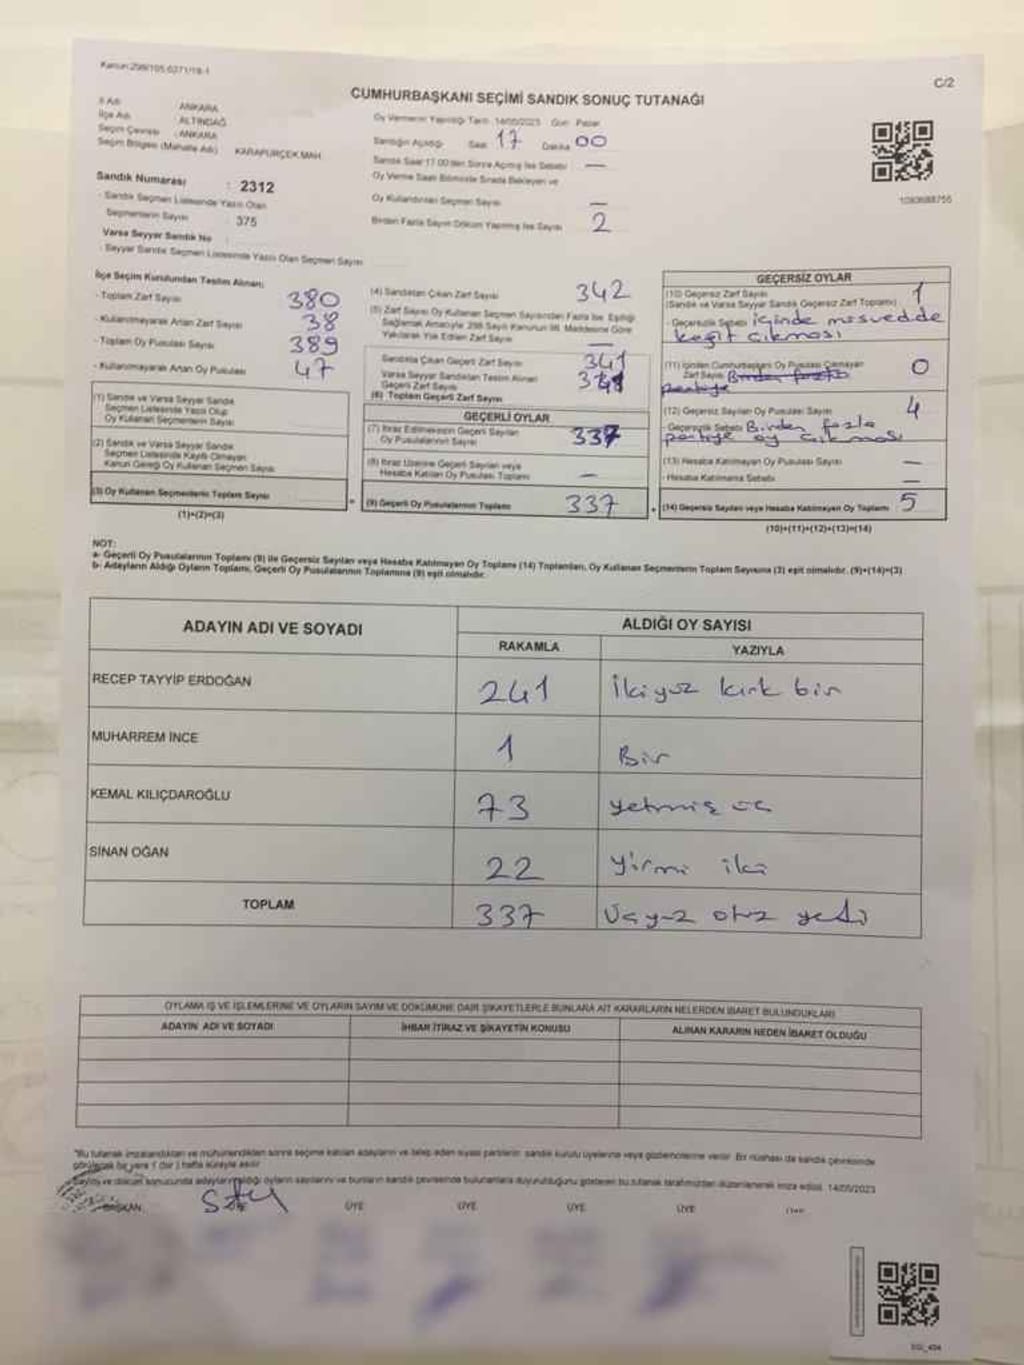 Kanun:298/105,6271/19-1
C/2
CUMHURBAŞKANI SEÇİMİ SANDIK SONUÇ TUTANAĞI
İl Adı : ANKARA
İlçe Adı : ALTINDAĞ
Seçim Çevresi : ANKARA
Seçim Bölgesi (Mahalle Adı) : KARAPÜRÇEK MAH.
Oy Vermenin Yapıldığı Tarih: 14/05/2023 Gün: Pazar
Sandığın Açıldığı Saat 17 Dakika 00
Sandık Saat 17.00'den Sonra Açılmış İse Sebebi —
Oy Verme Saati Bitiminde Sırada Bekleyen ve
Oy Kullandırılan Seçmen Sayısı —
Birden Fazla Sayım Döküm Yapılmış İse Sayısı 2
Sandık Numarası : 2312
- Sandık Seçmen Listesinde Yazılı Olan
Seçmenlerin Sayısı : 375
Varsa Seyyar Sandık No :
- Seyyar Sandık Seçmen Listesinde Yazılı Olan Seçmen Sayısı
İlçe Seçim Kurulundan Teslim Alınan;
- Toplam Zarf Sayısı 380
- Kullanılmayarak Artan Zarf Sayısı 38
- Toplam Oy Pusulası Sayısı 389
- Kullanılmayarak Artan Oy Pusulası 47
(1) Sandık ve Varsa Seyyar Sandık
Seçmen Listesinde Yazılı Olup
Oy Kullanan Seçmenlerin Sayısı
(2) Sandık ve Varsa Seyyar Sandık
Seçmen Listesinde Kayıtlı Olmayan
Kanun Gereği Oy Kullanan Seçmen Sayısı
(3) Oy Kullanan Seçmenlerin Toplam Sayısı
(1)+(2)=(3)
(4) Sandıktan Çıkan Zarf Sayısı 342
(5) Zarf Sayısı Oy Kullanan Seçmen Sayısından Fazla İse, Eşitliği
Sağlamak Amacıyla 298 Sayılı Kanunun 98. Maddesine Göre
Yakılarak Yok Edilen Zarf Sayısı —
Sandıkta Çıkan Geçerli Zarf Sayısı 341
Varsa Seyyar Sandıktan Teslim Alınan
Geçerli Zarf Sayısı
(6) Toplam Geçerli Zarf Sayısı 341
GEÇERLİ OYLAR
(7) İtiraz Edilmeksizin Geçerli Sayılan
Oy Pusulalarının Sayısı 337
(8) İtiraz Üzerine Geçerli Sayılan veya
Hesaba Katılan Oy Pusulası Toplamı —
(9) Geçerli Oy Pusulalarının Toplamı 337
1093688755
GEÇERSİZ OYLAR
(10) Geçersiz Zarf Sayısı 1
(Sandık ve Varsa Seyyar Sandık Geçersiz Zarf Toplamı)
- Geçersizlik Sebebi içinde müsvedde
keğıt çıkması
(11) İçinden Cumhurbaşkanı Oy Pusulası Çıkmayan
Zarf Sayısı Birden fazla 0
partiye
(12) Geçersiz Sayılan Oy Pusulası Sayısı 4
- Geçersizlik Sebebi Birden fazla
partiye oy çıkması
(13) Hesaba Katılmayan Oy Pusulası Sayısı —
- Hesaba Katılmama Sebebi —
(14) Geçersiz Sayılan veya Hesaba Katılmayan Oy Toplamı 5
(10)+(11)+(12)+(13)=(14)
NOT:
a- Geçerli Oy Pusulalarının Toplamı (9) ile Geçersiz Sayılan veya Hesaba Katılmayan Oy Toplamı (14) Toplamları, Oy Kullanan Seçmenlerin Toplam Sayısına (3) eşit olmalıdır. (9)+(14)=(3)
b- Adayların Aldığı Oyların Toplamı, Geçerli Oy Pusulalarının Toplamına (9) eşit olmalıdır.
ADAYIN ADI VE SOYADI ALDIĞI OY SAYISI
RAKAMLA YAZIYLA
RECEP TAYYİP ERDOĞAN 241 ikiyüz kırk bir
MUHARREM İNCE 1 Bir
KEMAL KILIÇDAROĞLU 73 yetmiş üç
SİNAN OĞAN 22 yirmi iki
TOPLAM 337 Üçyüz otuz yedi
OYLAMA İŞ VE İŞLEMLERİNE VE OYLARIN SAYIM VE DÖKÜMÜNE DAİR ŞİKAYETLERLE BUNLARA AİT KARARLARIN NELERDEN İBARET BULUNDUKLARI
ADAYIN ADI VE SOYADI İHBAR İTİRAZ VE ŞİKAYETİN KONUSU ALINAN KARARIN NEDEN İBARET OLDUĞU
"Bu tutanak imzalandıktan ve mühürlendikten sonra seçime katılan adayların ve talep eden siyasi partilerin sandık kurulu üyelerine veya gözlemcilerine verilir. Bir nüshası da sandık çevresinde
görülecek bir yere 1 (bir) hafta süreyle asılır.
Sayım ve döküm sonucunda adayların aldığı oyların sayılarını ve bunların sandık çevresinde bulunanlara duyurulduğunu gösteren bu tutanak tarafımızdan düzenlenerek imza edildi. 14/05/2023
BAŞKAN ÜYE ÜYE ÜYE ÜYE